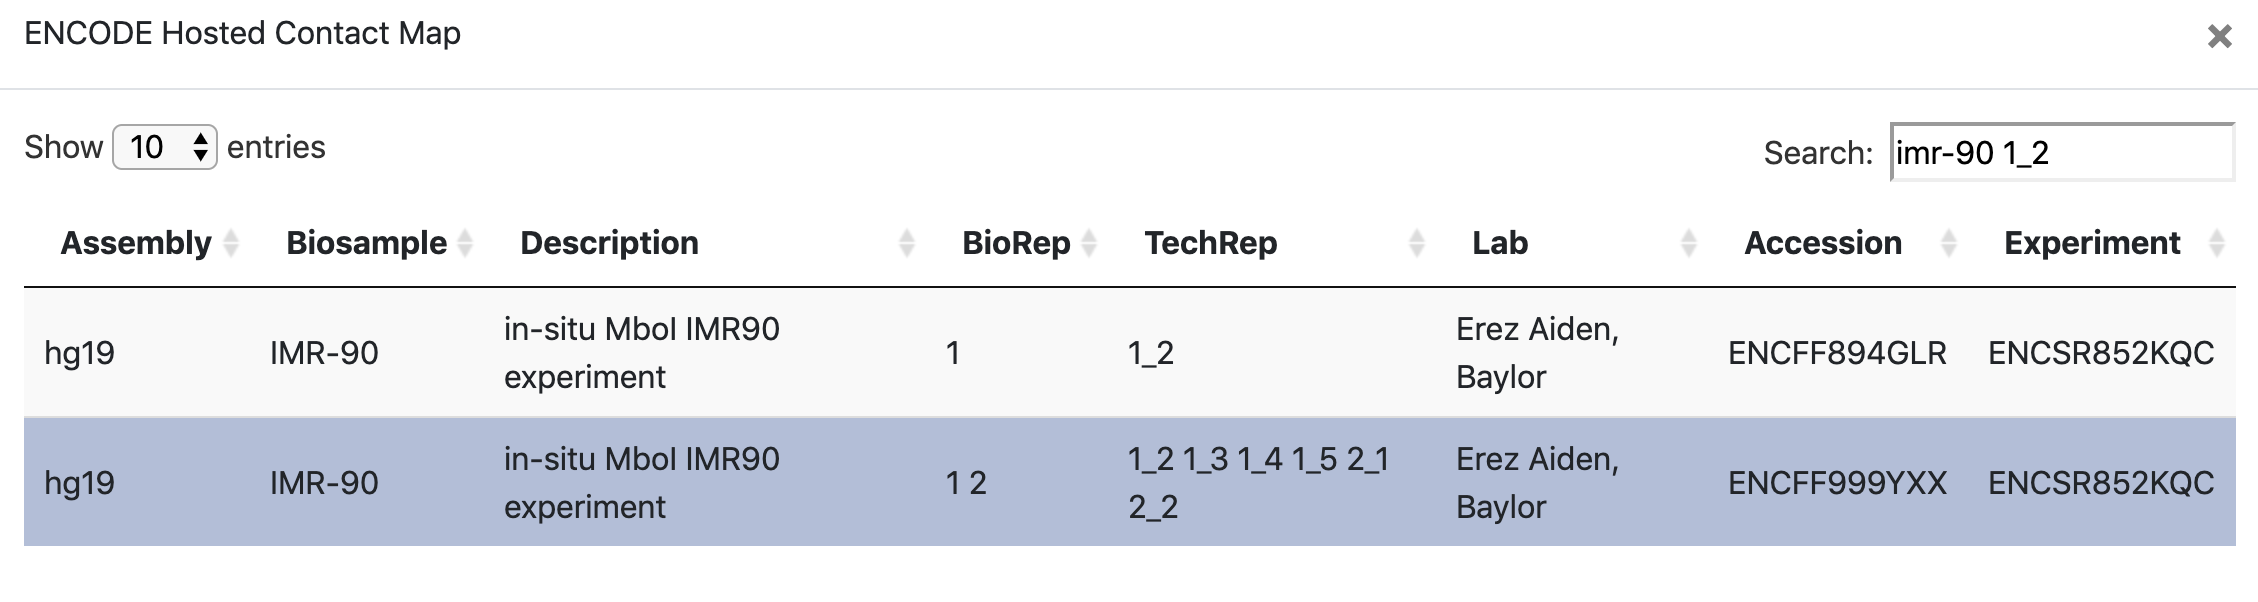 ENCODE Hosted Contact Map ×
Show 10 entries Search: imr-90 1_2
Assembly Biosample Description BioRep TechRep Lab Accession Experiment
hg19 IMR-90 in-situ MboI IMR90 experiment 1 1_2 Erez Aiden, Baylor ENCFF894GLR ENCSR852KQC
hg19 IMR-90 in-situ MboI IMR90 experiment 1 2 1_2 1_3 1_4 1_5 2_1 2_2 Erez Aiden, Baylor ENCFF999YXX ENCSR852KQC